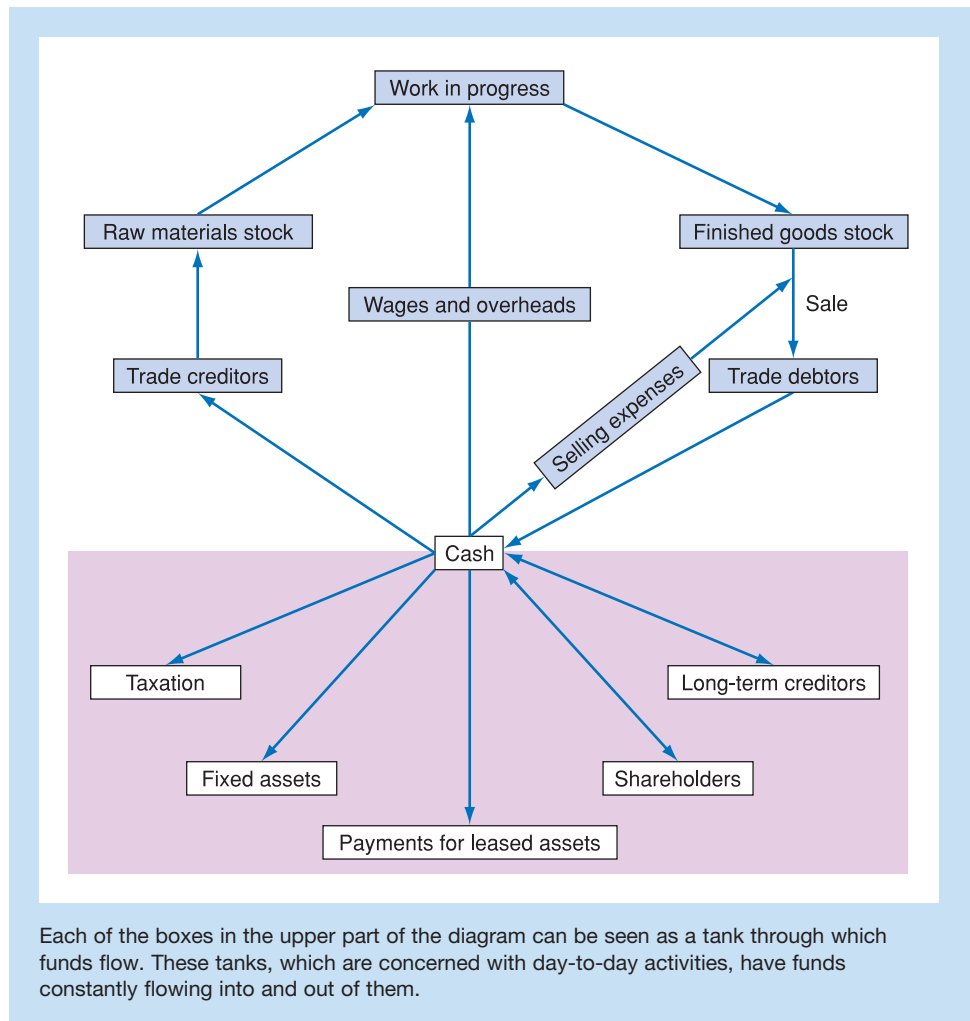 Work in progress
Raw materials stock
Finished goods stock
Wages and overheads
Sale
Trade creditors
Selling expenses
Trade debtors
Cash
Taxation
Long-term creditors
Fixed assets
Shareholders
Payments for leased assets
Each of the boxes in the upper part of the diagram can be seen as a tank through which
funds flow. These tanks, which are concerned with day-to-day activities, have funds
constantly flowing into and out of them.